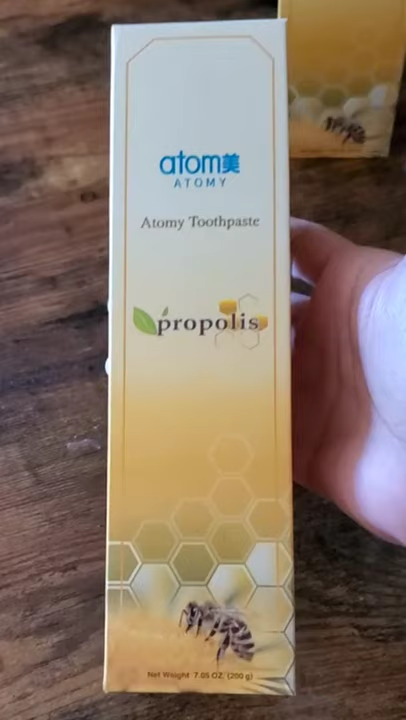 atom美
ATOMY
Atomy Toothpaste
propolis
Net Weight 7.05 OZ. (200 g)